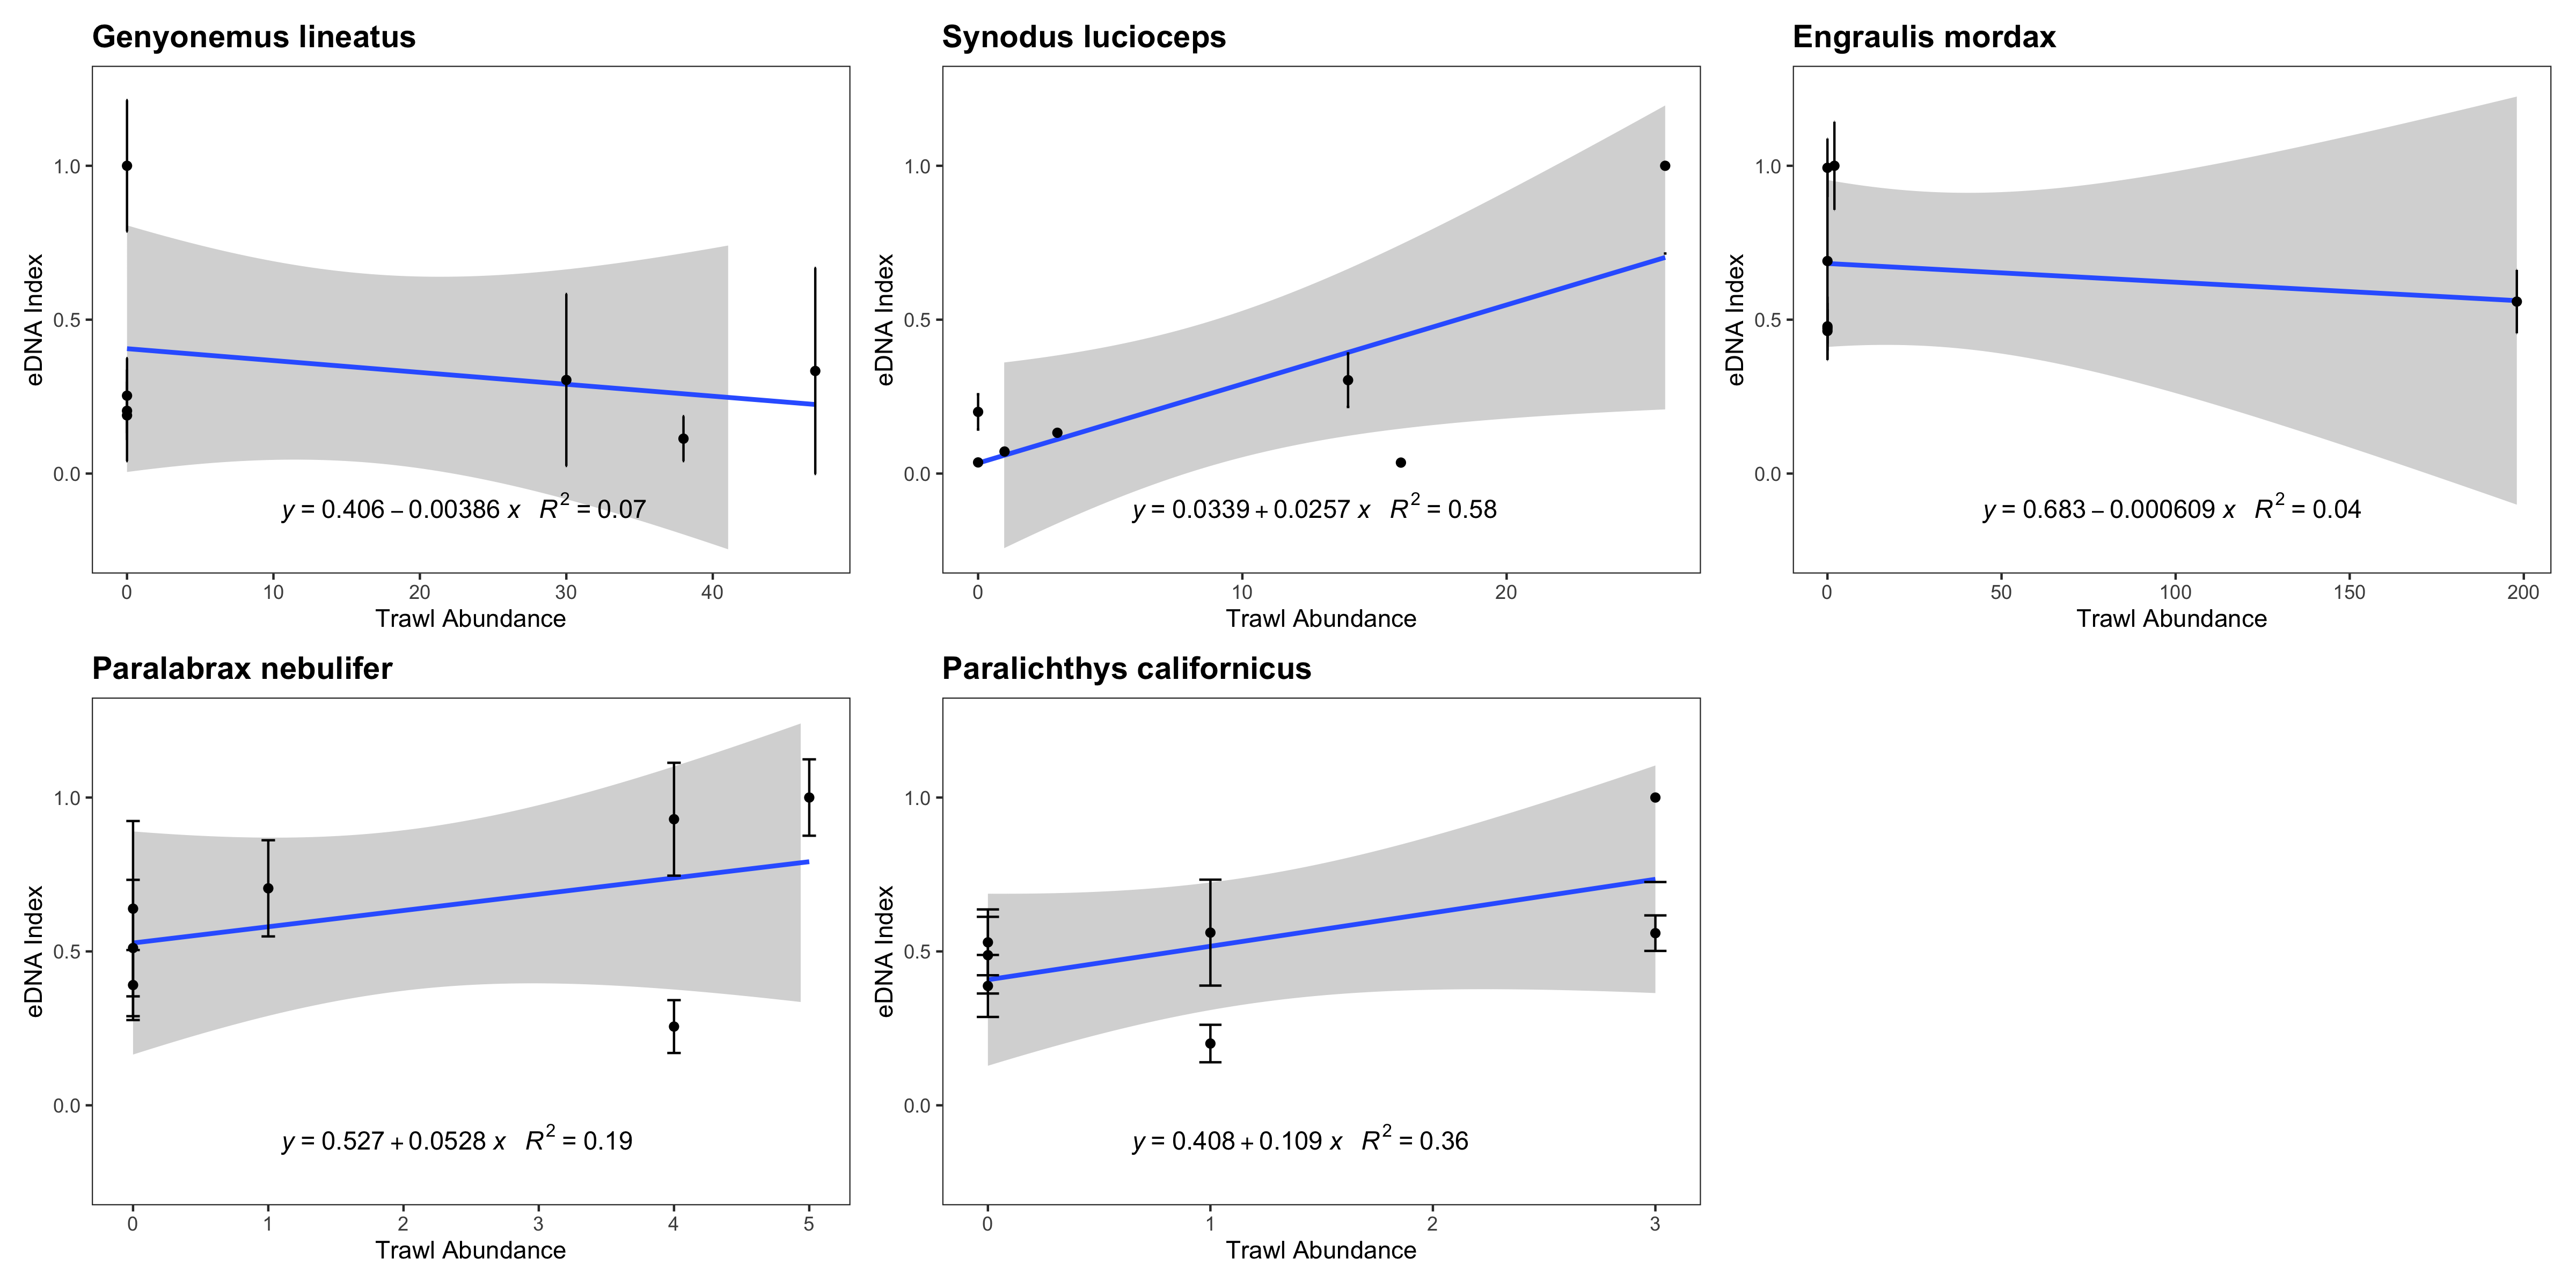 Genyonemus lineatus
eDNA Index
1.0
0.5
0.0
y = 0.406 − 0.00386 x R² = 0.07
0 10 20 30 40
Trawl Abundance
Synodus lucioceps
eDNA Index
1.0
0.5
0.0
y = 0.0339 + 0.0257 x R² = 0.58
0 10 20
Trawl Abundance
Engraulis mordax
eDNA Index
1.0
0.5
0.0
y = 0.683 − 0.000609 x R² = 0.04
0 50 100 150 200
Trawl Abundance
Paralabrax nebulifer
eDNA Index
1.0
0.5
0.0
y = 0.527 + 0.0528 x R² = 0.19
0 1 2 3 4 5
Trawl Abundance
Paralichthys californicus
eDNA Index
1.0
0.5
0.0
y = 0.408 + 0.109 x R² = 0.36
0 1 2 3
Trawl Abundance